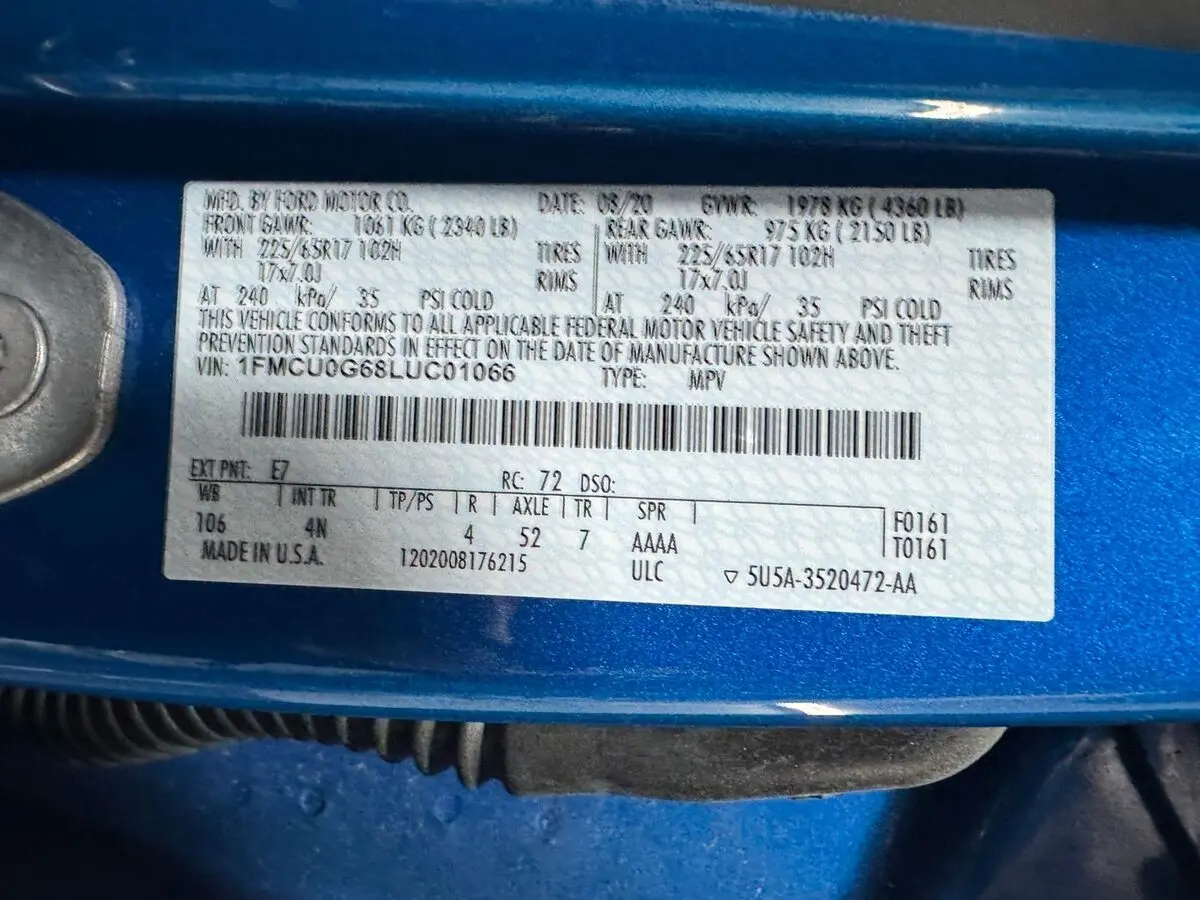 MFD. BY FORD MOTOR CO. DATE: 08/20 GVWR: 1978 KG ( 4360 LB)
FRONT GAWR: 1061 KG ( 2340 LB) REAR GAWR: 975 KG ( 2150 LB)
WITH 225/65R17 102H TIRES WITH 225/65R17 102H TIRES
17x7.0J RIMS 17x7.0J RIMS
AT 240 kPa/ 35 PSI COLD AT 240 kPa/ 35 PSI COLD
THIS VEHICLE CONFORMS TO ALL APPLICABLE FEDERAL MOTOR VEHICLE SAFETY AND THEFT
PREVENTION STANDARDS IN EFFECT ON THE DATE OF MANUFACTURE SHOWN ABOVE.
VIN: 1FMCU0G68LUC01066 TYPE: MPV
EXT PNT: E7 RC: 72 DSO:
WB INT TR TP/PS R AXLE TR SPR F0161
106 4N 4 52 7 AAAA T0161
MADE IN U.S.A. 1202008176215 ULC ▽ 5U5A-3520472-AA